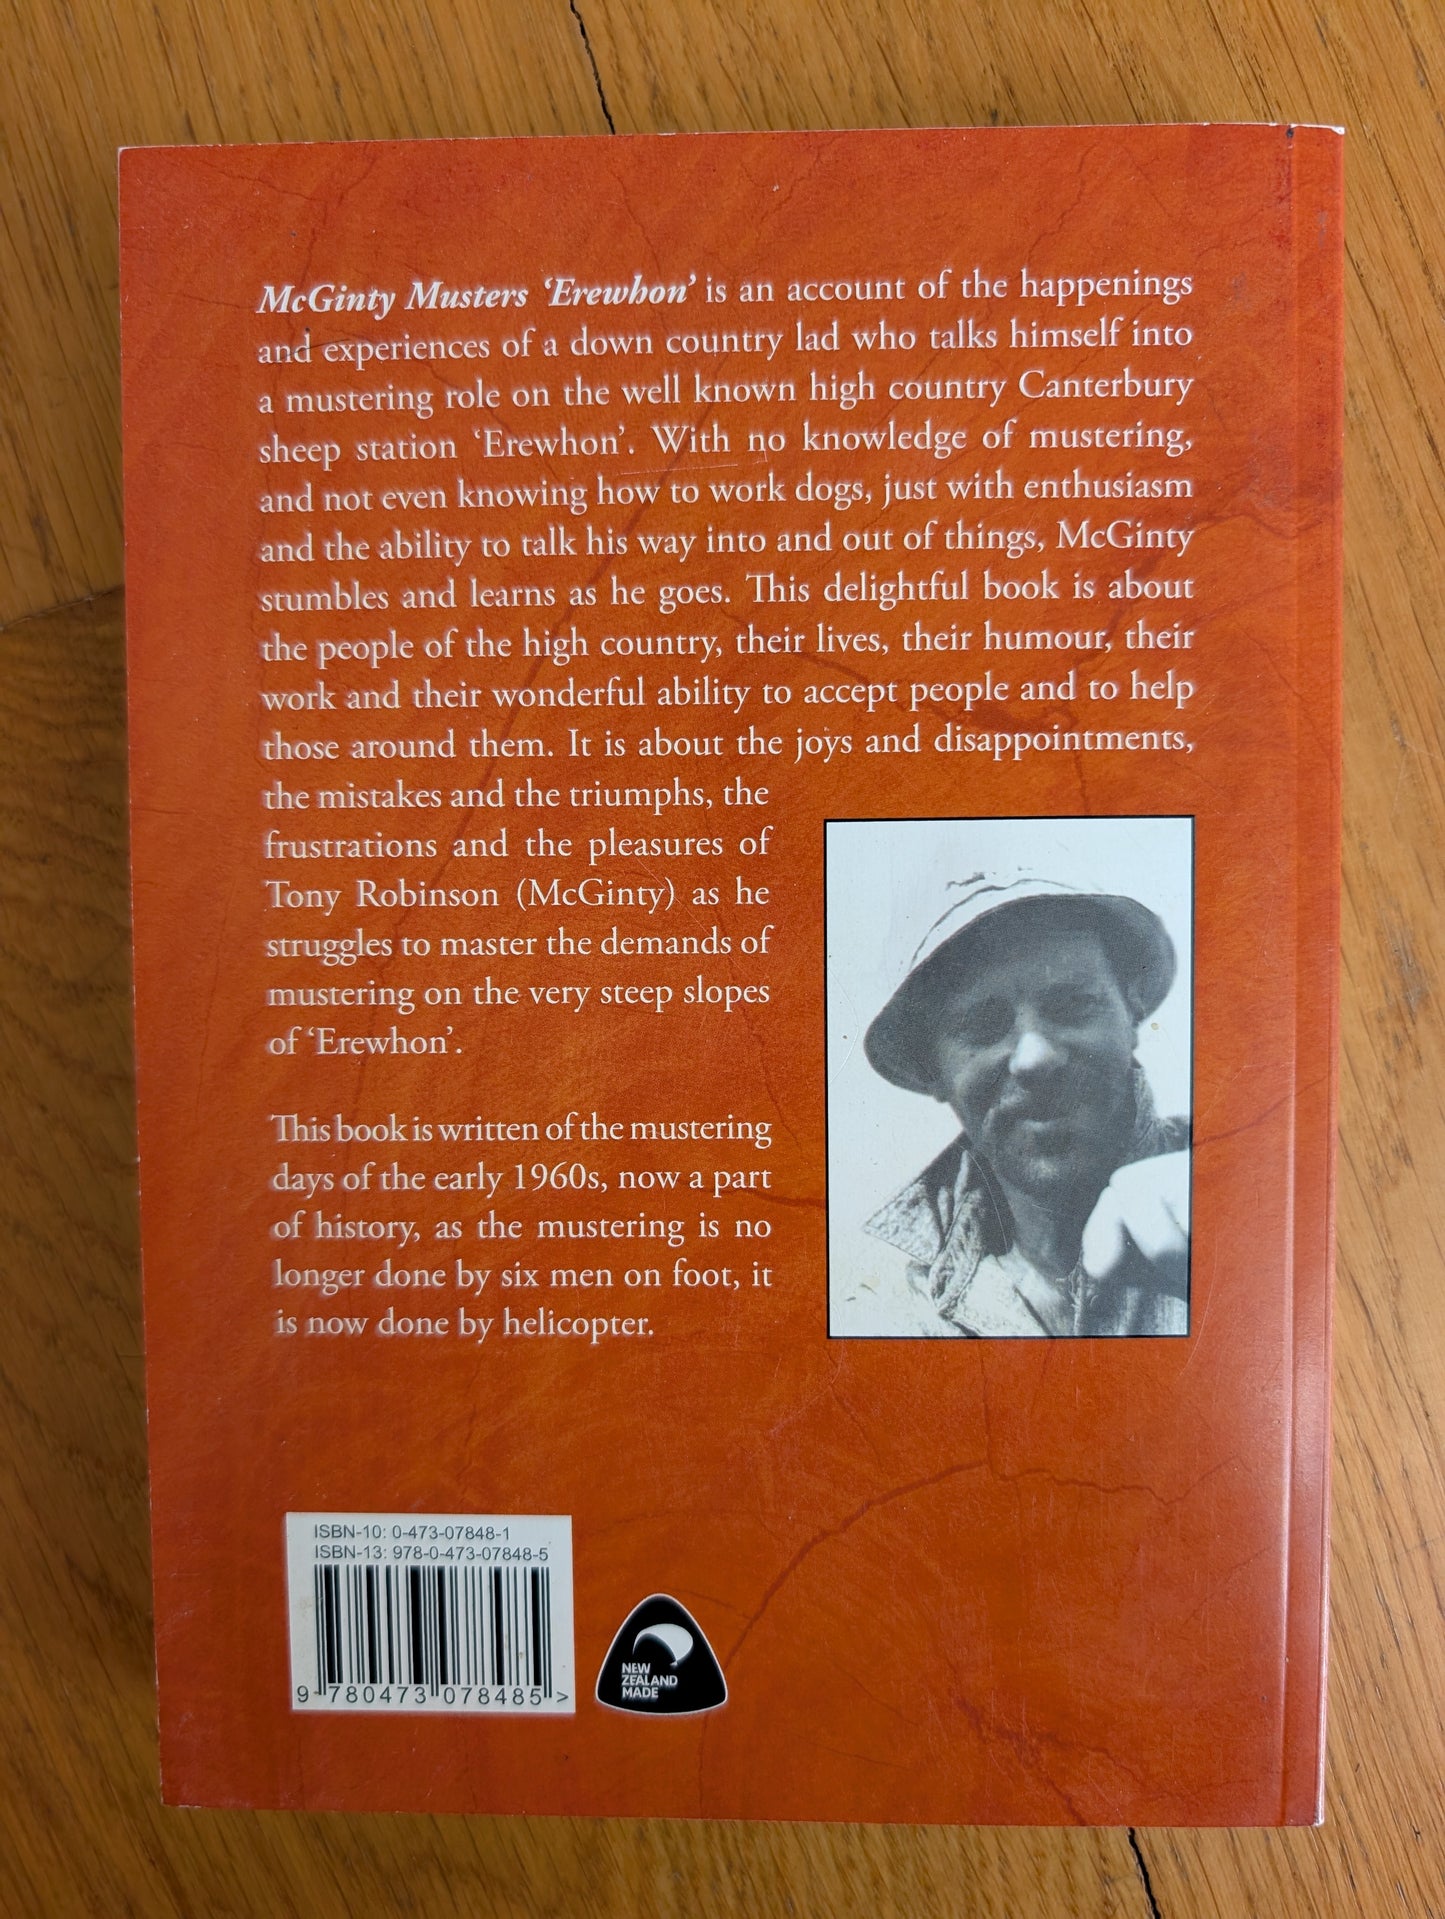 McGinty Musters ‘Erewhon’ is an account of the happenings
and experiences of a down country lad who talks himself into
a mustering role on the well known high country Canterbury
sheep station ‘Erewhon’. With no knowledge of mustering,
and not even knowing how to work dogs, just with enthusiasm
and the ability to talk his way into and out of things, McGinty
stumbles and learns as he goes. This delightful book is about
the people of the high country, their lives, their humour, their
work and their wonderful ability to accept people and to help
those around them. It is about the joys and disappointments,
the mistakes and the triumphs, the
frustrations and the pleasures of
Tony Robinson (McGinty) as he
struggles to master the demands of
mustering on the very steep slopes
of ‘Erewhon’.
This book is written of the mustering
days of the early 1960s, now a part
of history, as the mustering is no
longer done by six men on foot, it
is now done by helicopter.
ISBN-10: 0-473-07848-1
ISBN-13: 978-0-473-07848-5
9 780473 078485 >
NEW
ZEALAND
MADE